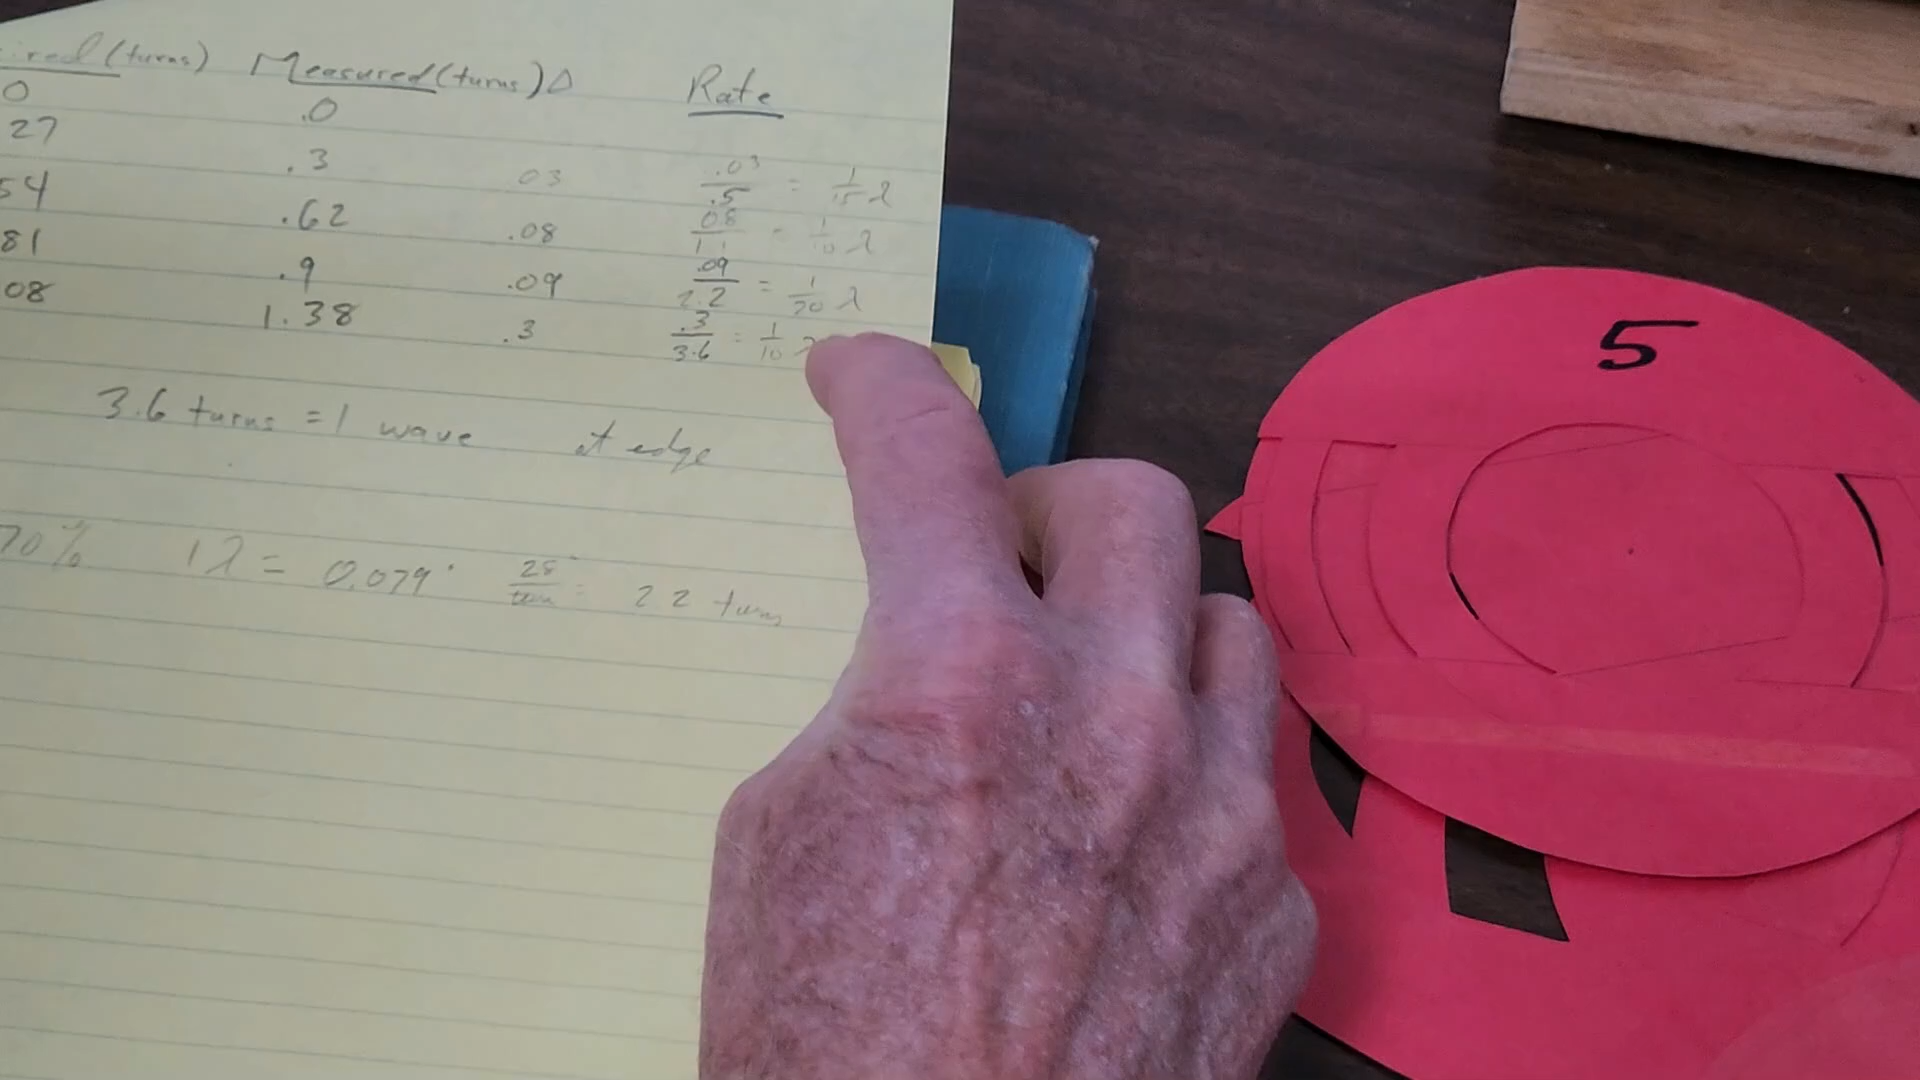 ired (turns) Measured (turns) Δ Rate
0 .0
27 .3 03 .03/.5 = 1/15 λ
54 .62 .08 08/1.1 = 1/10 λ
81 .9 .09 .09/2.2 = 1/20 λ
08 1.38 .3 .3/3.6 = 1/10 λ
3.6 turns = 1 wave at edge
70% 1λ = 0.079" 28/turn = 2.2 turns
5